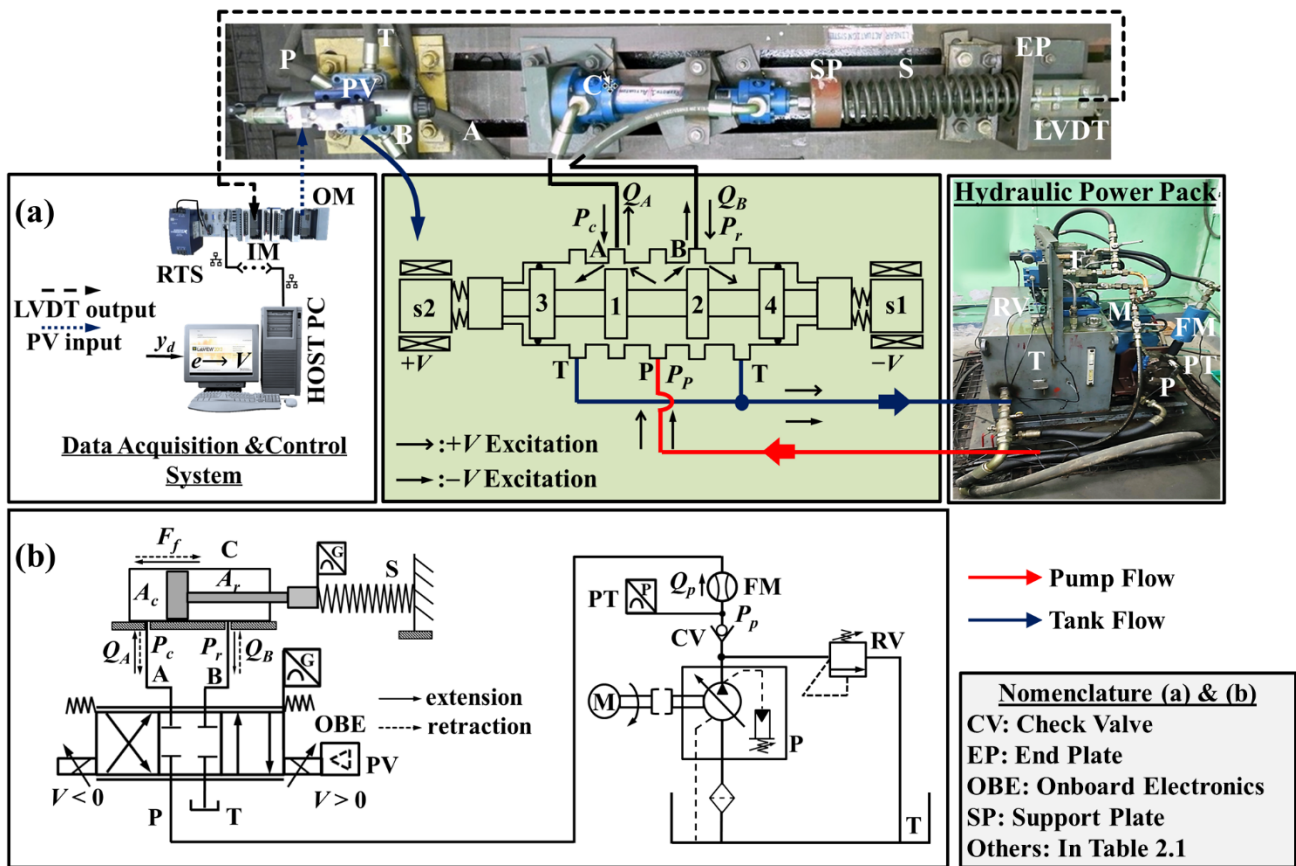 P
T
PV
B
A
C
SP
S
EP
LVDT
(a)
OM
IM
RTS
LVDT output
PV input
y_d
e → V
HOST PC
Data Acquisition &Control
System
P_c
Q_A
Q_B
P_r
A
B
s2
3
1
2
4
s1
+V
−V
T
P
P_P
T
→ :+V Excitation
→ :−V Excitation
Hydraulic Power Pack
F
RV
M
FM
T
PT
P
(b)
F_f
C
G
S
A_c
A_r
Q_A
P_c
P_r
Q_B
A
B
G
extension
retraction
OBE
PV
V < 0
V > 0
P
T
PT
P
Q_p
FM
P_p
CV
RV
M
P
T
Pump Flow
Tank Flow
Nomenclature (a) & (b)
CV: Check Valve
EP: End Plate
OBE: Onboard Electronics
SP: Support Plate
Others: In Table 2.1